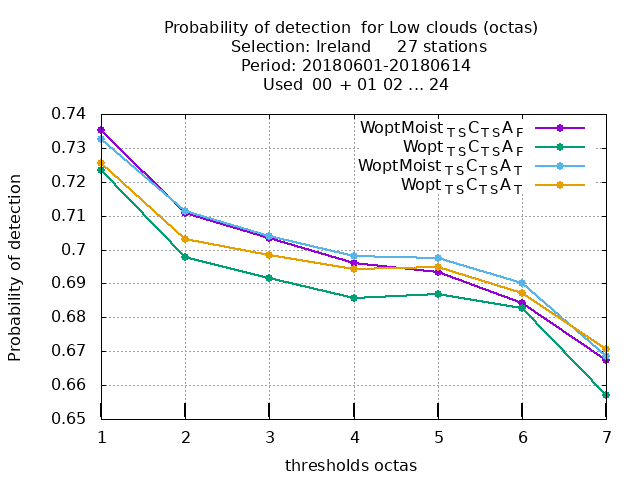 Probability of detection  for Low clouds (octas)
Selection: Ireland     27 stations
Period: 20180601-20180614
Used  00  + 01 02 ... 24
WoptMoist TS C TS A F
Wopt TS C TS A F
WoptMoist TS C TS A T
Wopt TS C TS A T
Probability of detection
0.74
0.73
0.72
0.71
0.7
0.69
0.68
0.67
0.66
0.65
1 2 3 4 5 6 7
thresholds octas